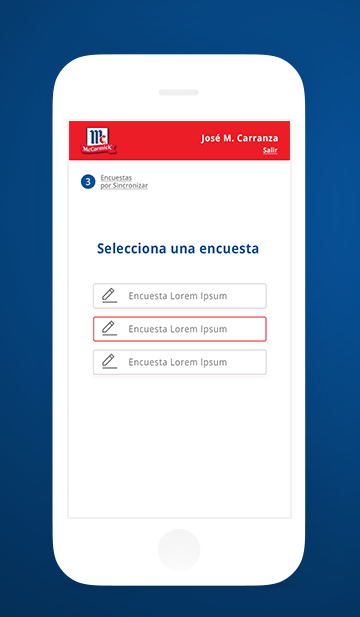 Mc
McCormick
José M. Carranza
Salir
3
Encuestas
por Sincronizar
Selecciona una encuesta
Encuesta Lorem Ipsum
Encuesta Lorem Ipsum
Encuesta Lorem Ipsum